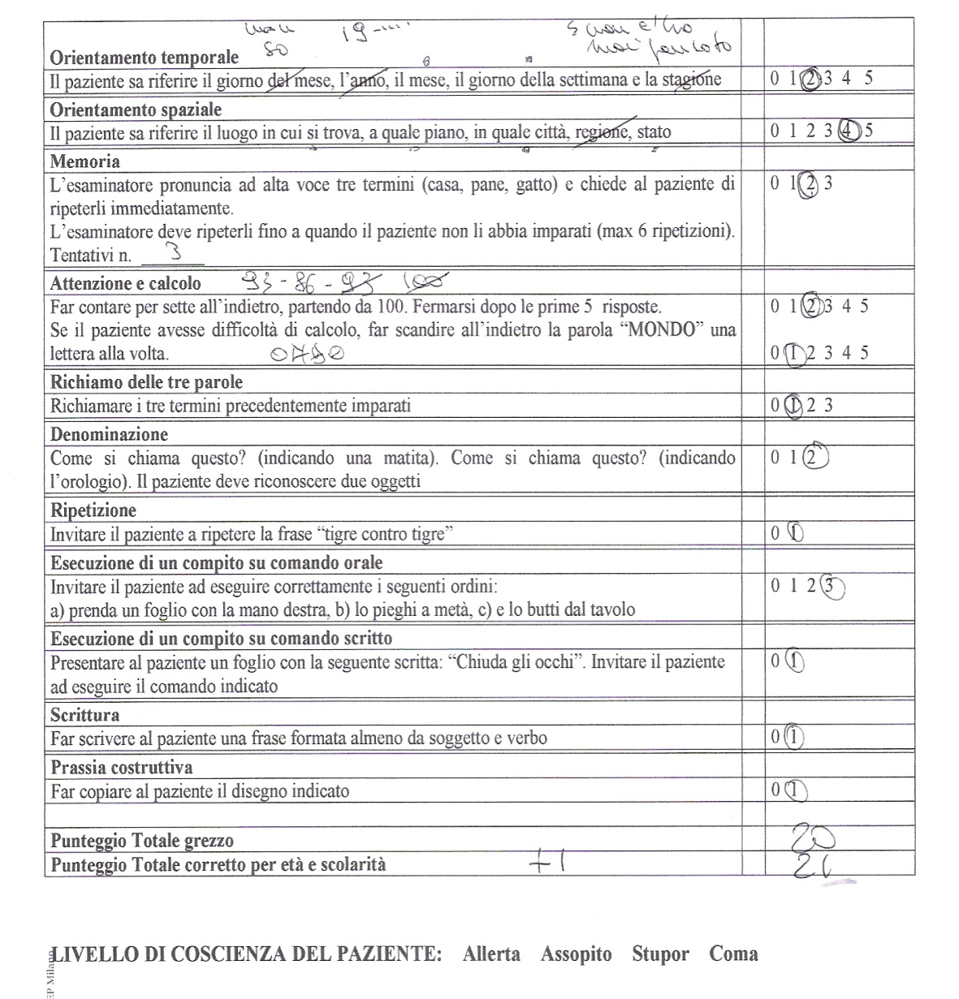 non 19-.... e non l'ho
so mai
Orientamento temporale
Il paziente sa riferire il giorno del mese, l'anno, il mese, il giorno della settimana e la stagione 0 1 2 3 4 5
Orientamento spaziale
Il paziente sa riferire il luogo in cui si trova, a quale piano, in quale città, regione, stato 0 1 2 3 4 5
Memoria
L'esaminatore pronuncia ad alta voce tre termini (casa, pane, gatto) e chiede al paziente di 0 1 2 3
ripeterli immediatamente.
L'esaminatore deve ripeterli fino a quando il paziente non li abbia imparati (max 6 ripetizioni).
Tentativi n. 3
Attenzione e calcolo 93-86-93 100
Far contare per sette all'indietro, partendo da 100. Fermarsi dopo le prime 5 risposte. 0 1 2 3 4 5
Se il paziente avesse difficoltà di calcolo, far scandire all'indietro la parola “MONDO” una
lettera alla volta. 0 1 2 3 4 5
Richiamo delle tre parole
Richiamare i tre termini precedentemente imparati 0 1 2 3
Denominazione
Come si chiama questo? (indicando una matita). Come si chiama questo? (indicando 0 1 2
l'orologio). Il paziente deve riconoscere due oggetti
Ripetizione
Invitare il paziente a ripetere la frase “tigre contro tigre” 0 1
Esecuzione di un compito su comando orale
Invitare il paziente ad eseguire correttamente i seguenti ordini: 0 1 2 3
a) prenda un foglio con la mano destra, b) lo pieghi a metà, c) e lo butti dal tavolo
Esecuzione di un compito su comando scritto
Presentare al paziente un foglio con la seguente scritta: “Chiuda gli occhi”. Invitare il paziente 0 1
ad eseguire il comando indicato
Scrittura
Far scrivere al paziente una frase formata almeno da soggetto e verbo 0 1
Prassia costruttiva
Far copiare al paziente il disegno indicato 0 1
Punteggio Totale grezzo 20
Punteggio Totale corretto per età e scolarità +1 21
LIVELLO DI COSCIENZA DEL PAZIENTE: Allerta Assopito Stupor Coma
EP Milano